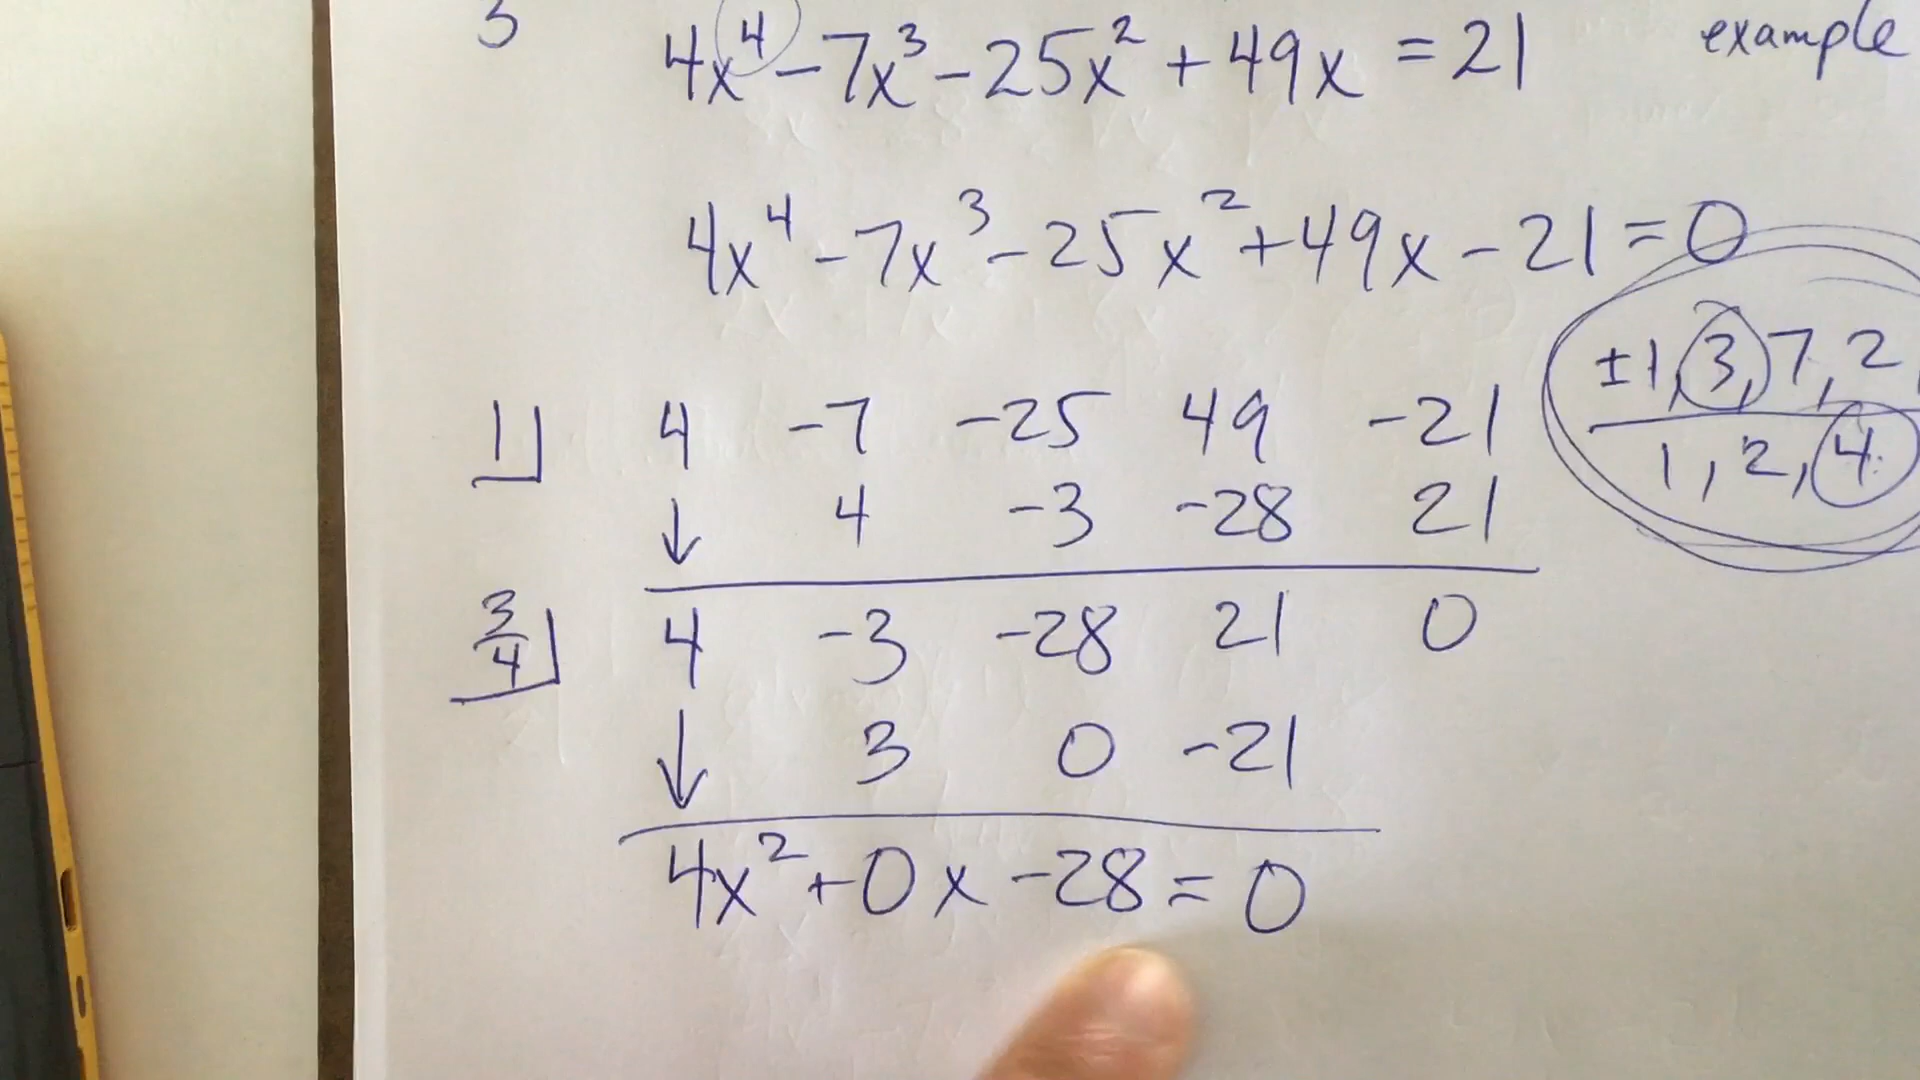 3 4x⁴ - 7x³ - 25x² + 49x = 21 example
4x⁴ - 7x³ - 25x² + 49x - 21 = 0
±1, 3, 7, 2
1, 2, 4
1 4 -7 -25 49 -21
↓ 4 -3 -28 21
3/4 4 -3 -28 21 0
↓ 3 0 -21
4x² + 0x - 28 = 0